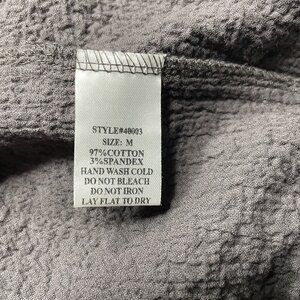 STYLE#40003
SIZE: M
97%COTTON
3%SPANDEX
HAND WASH COLD
DO NOT BLEACH
DO NOT IRON
LAY FLAT TO DRY